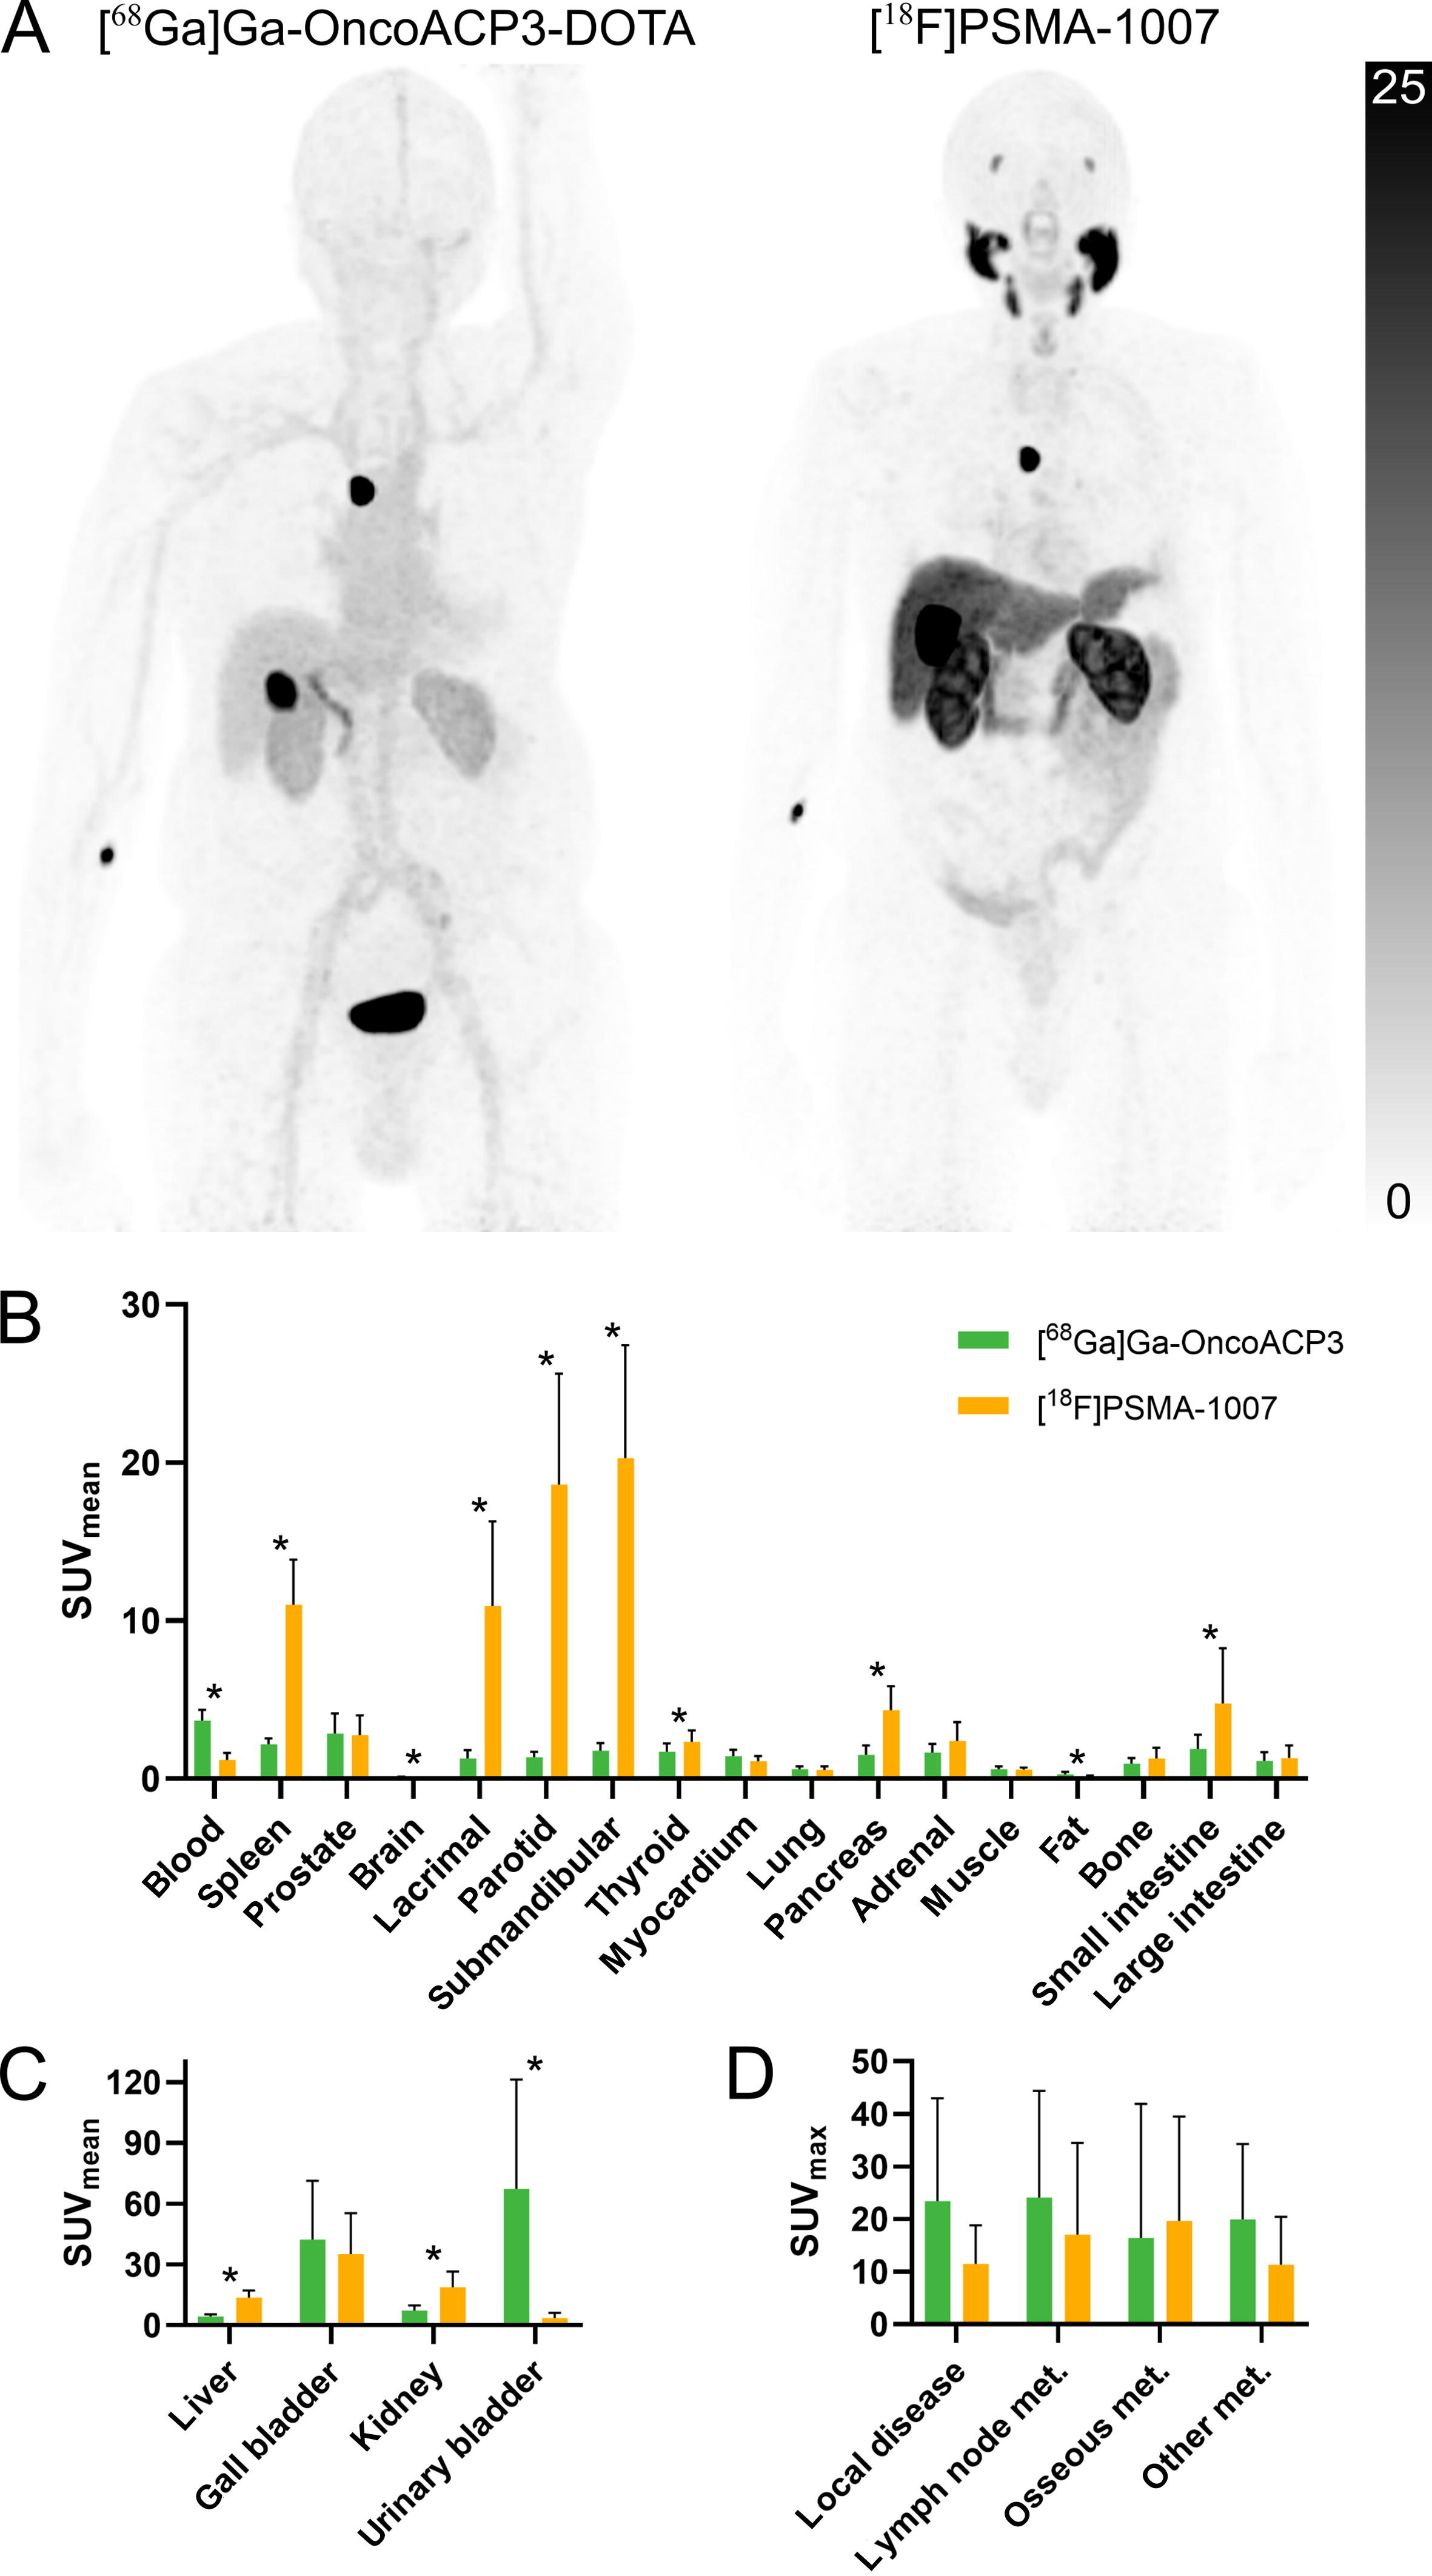 A
[⁶⁸Ga]Ga-OncoACP3-DOTA
[¹⁸F]PSMA-1007
25
0
B
SUVmean
30
20
10
0
[⁶⁸Ga]Ga-OncoACP3
[¹⁸F]PSMA-1007
*
*
*
*
*
*
*
*
*
*
Blood
Spleen
Prostate
Brain
Lacrimal
Parotid
Submandibular
Thyroid
Myocardium
Lung
Pancreas
Adrenal
Muscle
Fat
Bone
Small intestine
Large intestine
C
SUVmean
120
90
60
30
0
*
*
*
Liver
Gall bladder
Kidney
Urinary bladder
D
SUVmax
50
40
30
20
10
0
Local disease
Lymph node met.
Osseous met.
Other met.